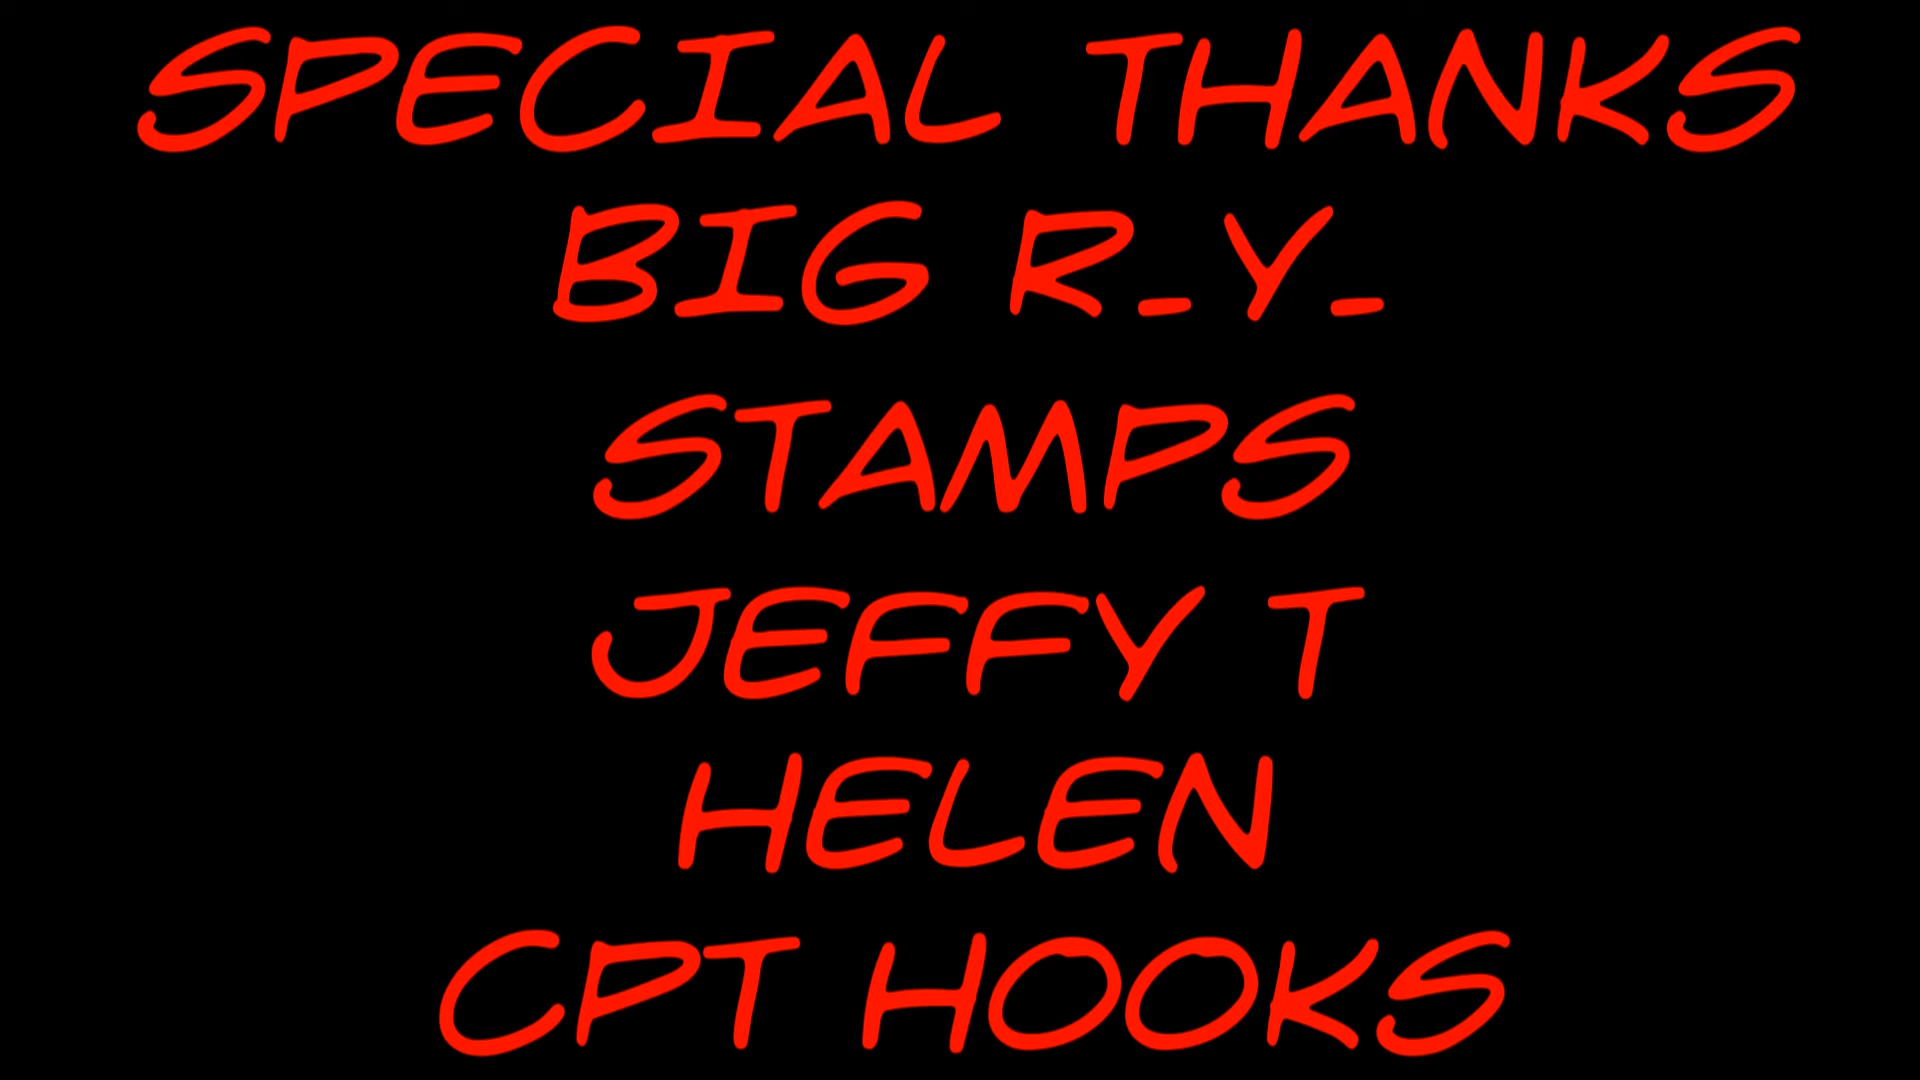 SPECIAL THANKS
BIG R_Y_
STAMPS
JEFFY T
HELEN
CPT HOOKS